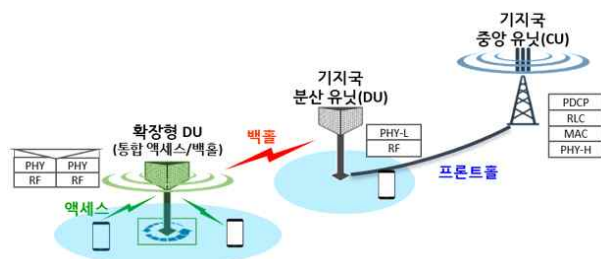 기지국
중앙 유닛(CU)
기지국
분산 유닛(DU)
확장형 DU
(통합 액세스/백홀)
백홀
PHY-L
RF
PDCP
RLC
MAC
PHY-H
PHY PHY
RF RF
프론트홀
액세스